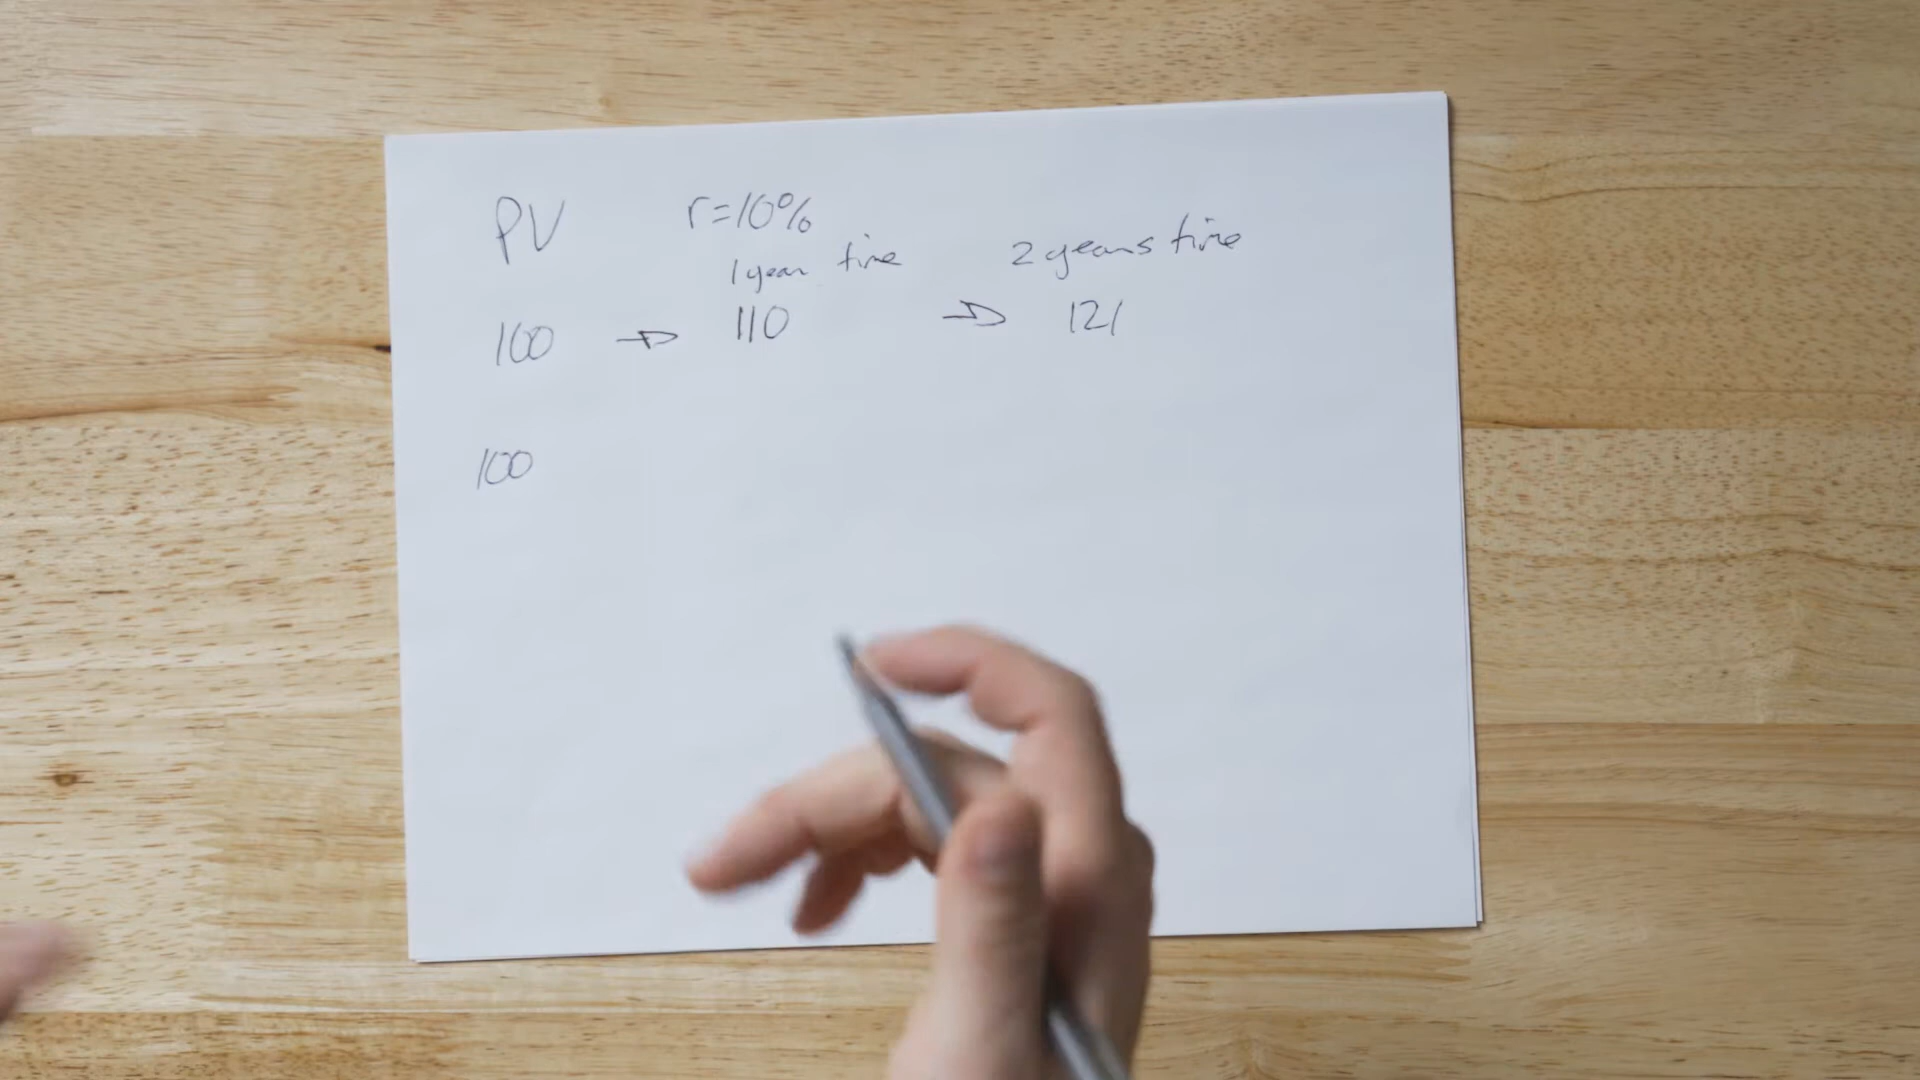 PV r=10%
1 year time 2 years time
100 → 110 → 121
100